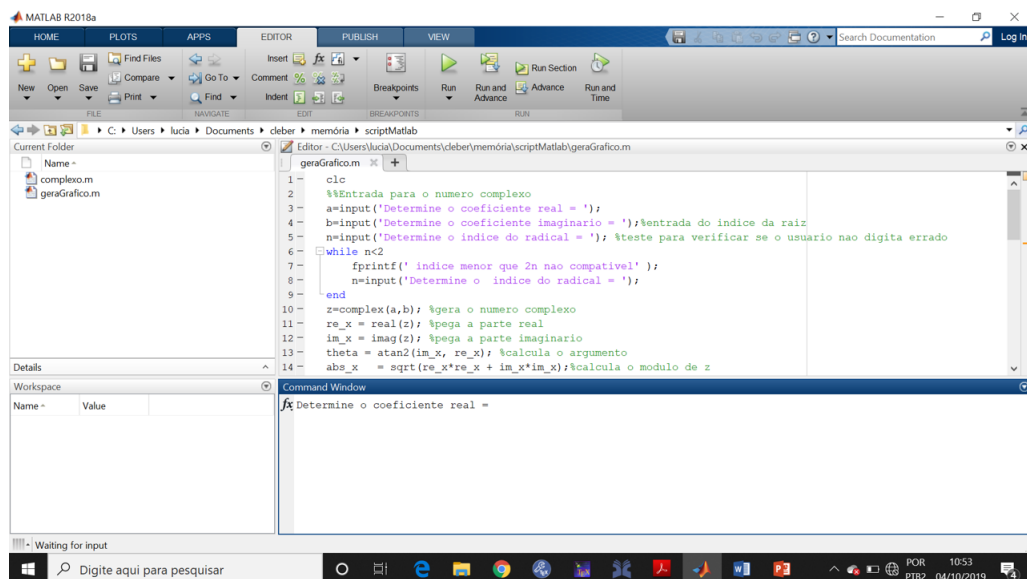 MATLAB R2018a
HOME PLOTS APPS EDITOR PUBLISH VIEW Search Documentation Log In
New Open Save Find Files Compare Print Go To Find Insert fx Comment Indent Breakpoints Run Run and Advance Run Section Advance Run and Time
FILE NAVIGATE EDIT BREAKPOINTS RUN
C: Users lucia Documents cleber memória scriptMatlab
Current Folder
Name
complexo.m
geraGrafico.m
Details
Workspace
Name Value
Editor - C:\Users\lucia\Documents\cleber\memória\scriptMatlab\geraGrafico.m
geraGrafico.m
1 clc
2 %%Entrada para o numero complexo
3 a=input('Determine o coeficiente real = ');
4 b=input('Determine o coeficiente imaginario = ');%entrada do indice da raiz
5 n=input('Determine o indice do radical = '); %teste para verificar se o usuario nao digita errado
6 while n<2
7 fprintf(' indice menor que 2n nao compativel' );
8 n=input('Determine o  indice do radical = ');
9 end
10 z=complex(a,b); %gera o numero complexo
11 re_x = real(z); %pega a parte real
12 im_x = imag(z); %pega a parte imaginario
13 theta = atan2(im_x, re_x); %calcula o argumento
14 abs_x   = sqrt(re_x*re_x + im_x*im_x);%calcula o modulo de z
Command Window
fx Determine o coeficiente real =
Waiting for input
Digite aqui para pesquisar
POR
PTB2
10:53
04/10/2019